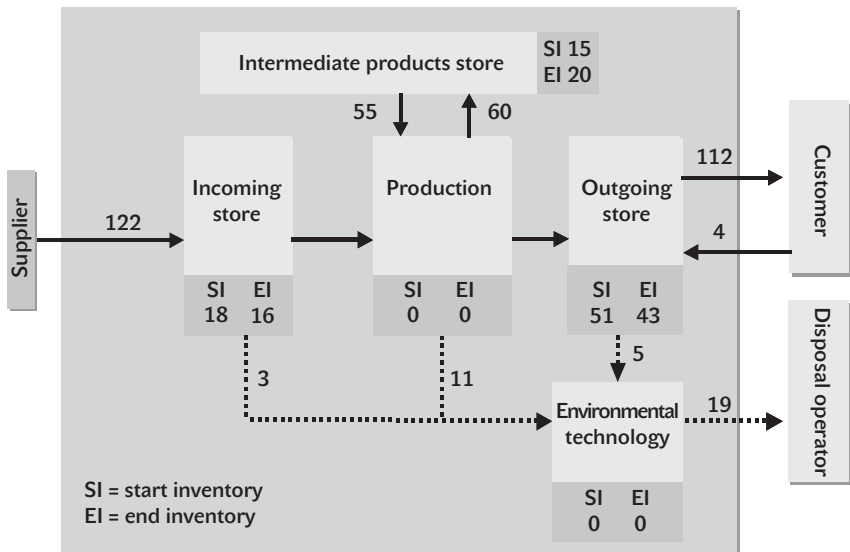 Intermediate products store
SI 15
EI 20
55
60
Supplier
122
Incoming
store
SI EI
18 16
Production
SI EI
0 0
Outgoing
store
SI EI
51 43
112
4
Customer
3
11
5
Environmental
technology
SI EI
0 0
19
Disposal operator
SI = start inventory
EI = end inventory